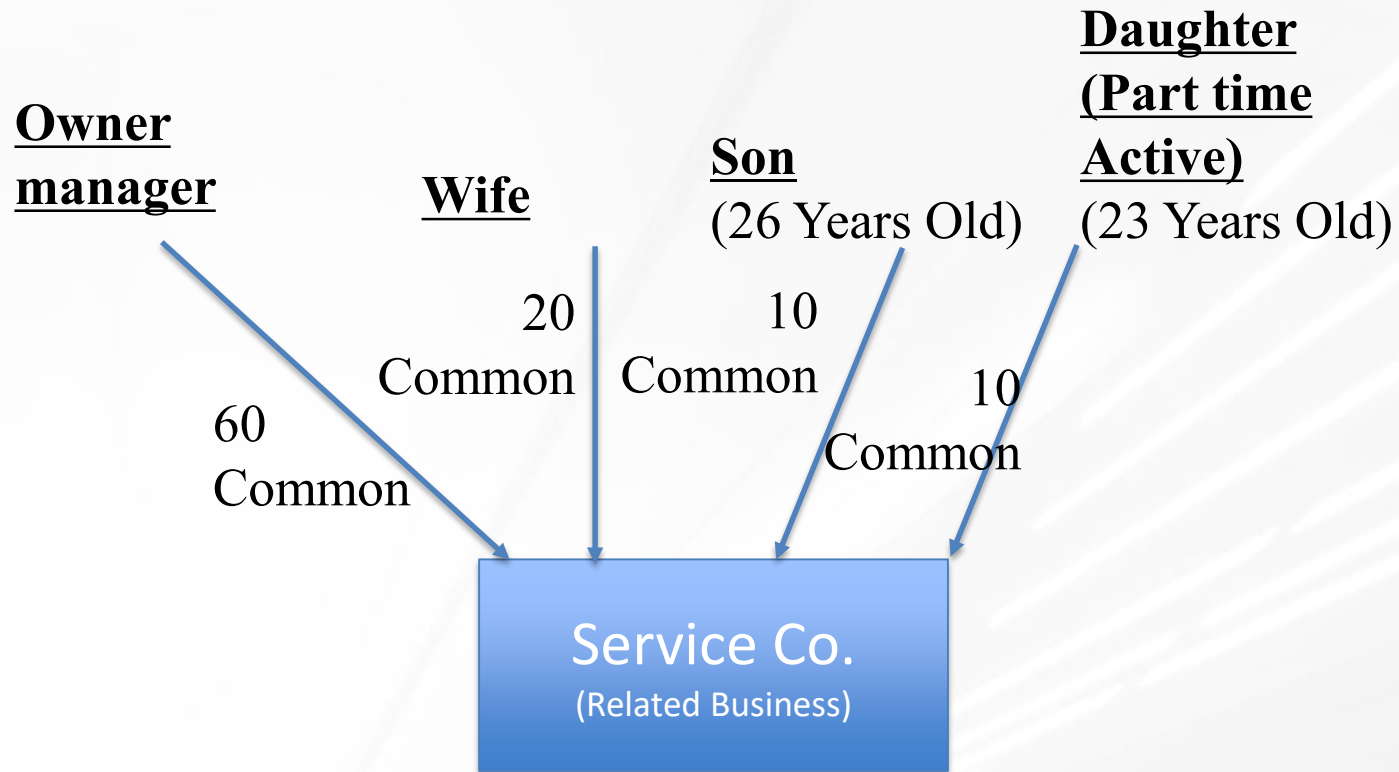 Owner
manager
Wife
Son
(26 Years Old)
Daughter
(Part time
Active)
(23 Years Old)
60
Common
20
Common
10
Common
10
Common
Service Co.
(Related Business)